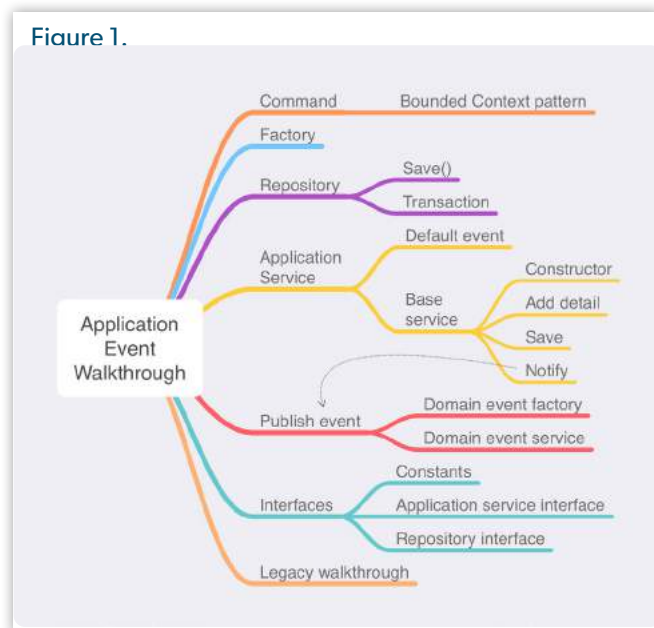 Figure 1.
Command
Bounded Context pattern
Factory
Repository
Save()
Transaction
Application
Service
Default event
Base
service
Constructor
Add detail
Save
Notify
Application
Event
Walkthrough
Publish event
Domain event factory
Domain event service
Interfaces
Constants
Application service interface
Repository interface
Legacy walkthrough